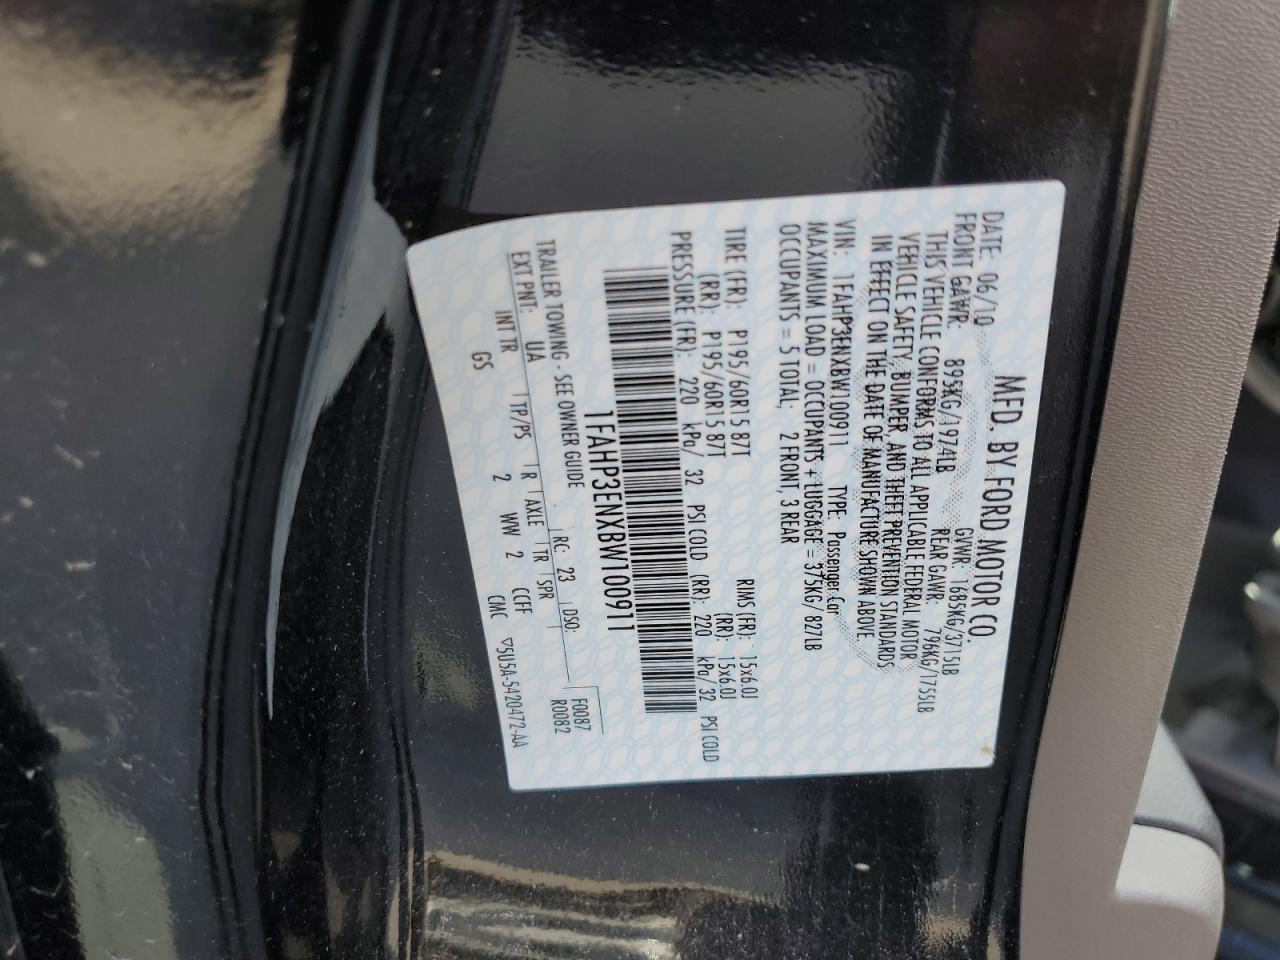 MFD. BY FORD MOTOR CO.
DATE: 06/10 GVWR: 1685KG/3715LB
FRONT GAWR: 895KG/1974LB REAR GAWR: 796KG/1755LB
THIS VEHICLE CONFORMS TO ALL APPLICABLE FEDERAL MOTOR
VEHICLE SAFETY, BUMPER, AND THEFT PREVENTION STANDARDS
IN EFFECT ON THE DATE OF MANUFACTURE SHOWN ABOVE.
VIN: 1FAHP3ENXBW100911 TYPE: Passenger Car
MAXIMUM LOAD = OCCUPANTS + LUGGAGE = 375KG/827LB
OCCUPANTS = 5 TOTAL; 2 FRONT, 3 REAR
TIRE (FR): P195/60R15 87T RIMS (FR): 15x6.0J
(RR): P195/60R15 87T (RR): 15x6.0J
PRESSURE (FR): 220 kPa/ 32 PSI COLD (RR): 220 kPa/32 PSI COLD
1FAHP3ENXBW100911
TRAILER TOWING - SEE OWNER GUIDE F0087
EXT PNT: UA RC: 23 DSO: R0082
INT TR TP/PS R AXLE TR SPR
GS 2 WW 2 CCFF
CMC ▽5U5A-5420472-AA